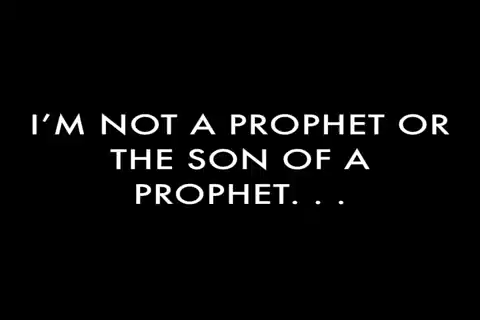 I’M NOT A PROPHET OR
THE SON OF A
PROPHET. . .